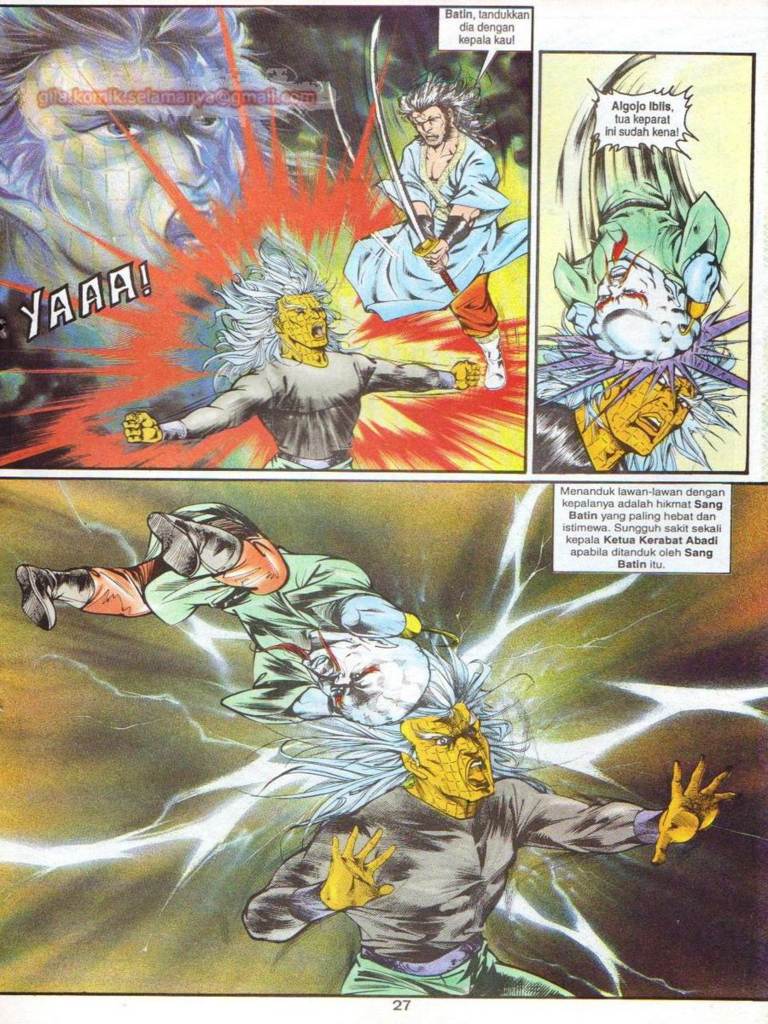 gila.komik.selamanya@gmail.com
Batin, tandukkan
dia dengan
kepala kau!
YAAA!
Algojo Iblis,
tua keparat
ini sudah kena!
Menanduk lawan-lawan dengan
kepalanya adalah hikmat Sang
Batin yang paling hebat dan
istimewa. Sungguh sakit sekali
kepala Ketua Kerabat Abadi
apabila ditanduk oleh Sang
Batin itu.
27